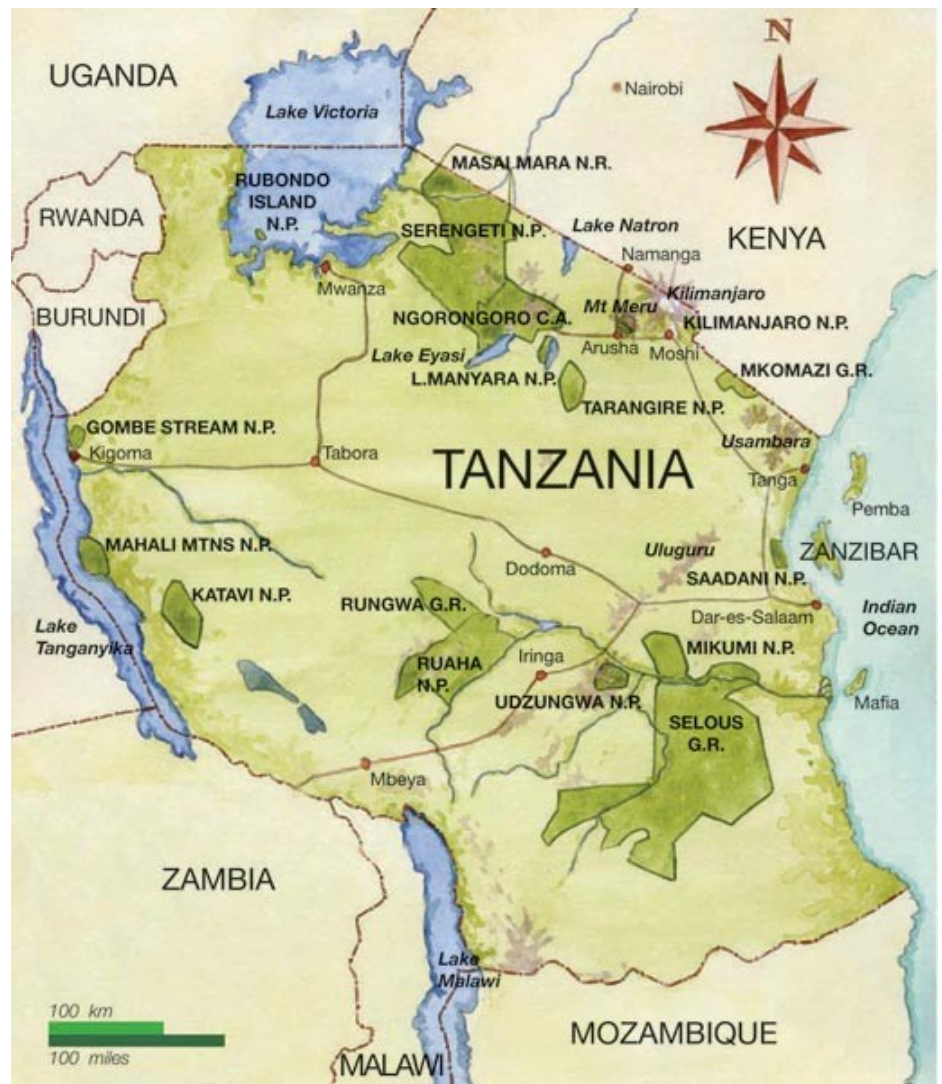 N
UGANDA
Nairobi
Lake Victoria
MASAI MARA N.R.
RUBONDO
ISLAND
N.P.
RWANDA
SERENGETI N.P.
Lake Natron
KENYA
Namanga
Mwanza
Kilimanjaro
Mt Meru
BURUNDI
NGORONGORO C.A.
KILIMANJARO N.P.
Arusha
Moshi
Lake Eyasi
L.MANYARA N.P.
MKOMAZI G.R.
TARANGIRE N.P.
GOMBE STREAM N.P.
Usambara
Kigoma
Tabora
TANZANIA
Tanga
Pemba
MAHALI MTNS N.P.
Uluguru
ZANZIBAR
Dodoma
SAADANI N.P.
KATAVI N.P.
RUNGWA G.R.
Dar-es-Salaam
Indian
Ocean
Lake
Tanganyika
MIKUMI N.P.
Iringa
RUAHA
N.P.
UDZUNGWA N.P.
Mafia
SELOUS
G.R.
Mbeya
ZAMBIA
Lake
Malawi
100 km
100 miles
MOZAMBIQUE
MALAWI